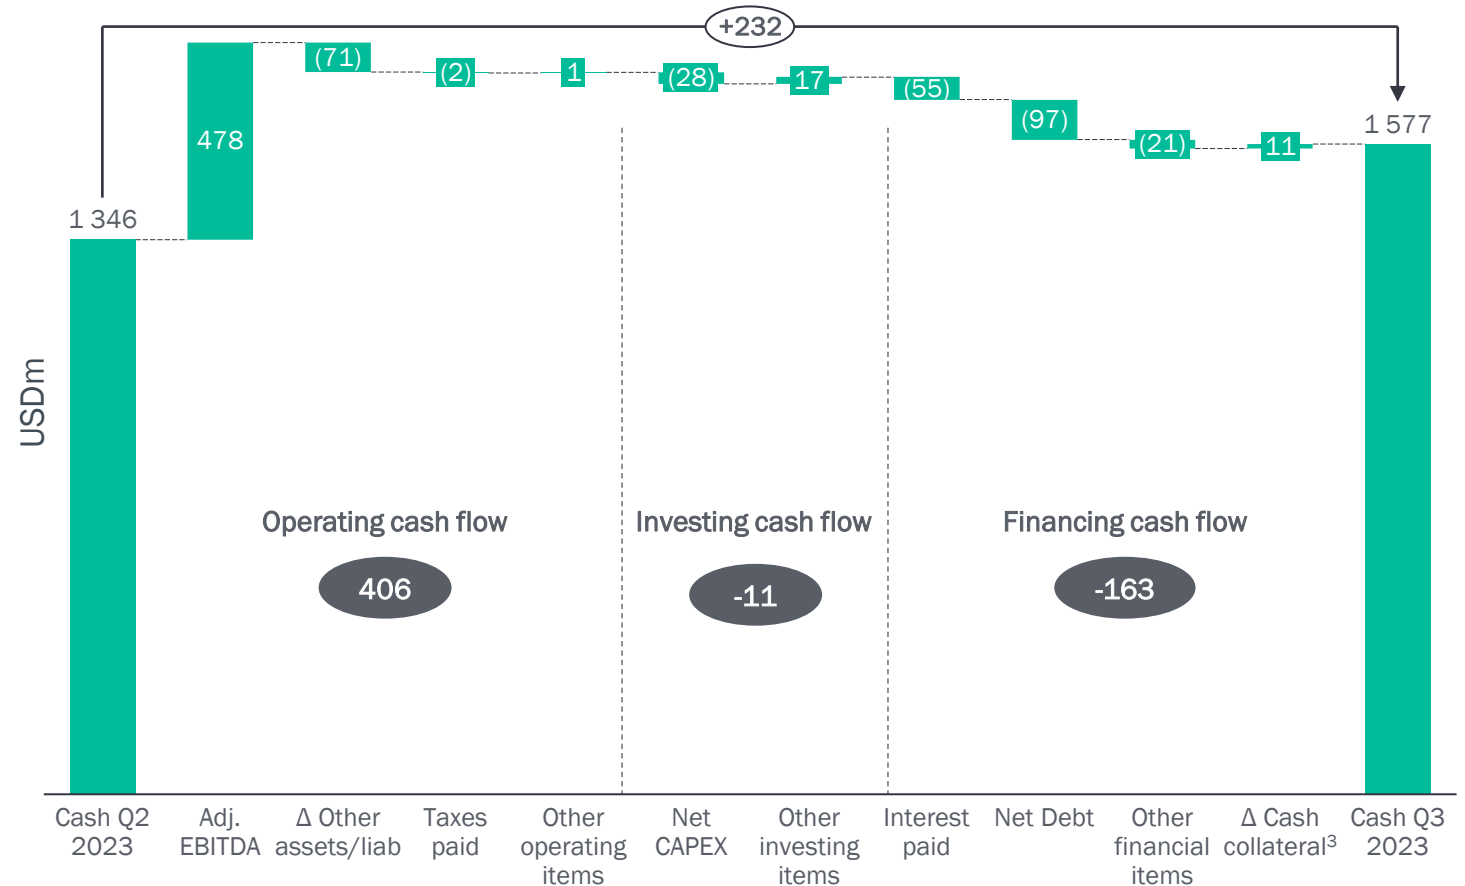 +232
(71)
(2)
1
(28)
17
(55)
(97)
(21)
11
478
1 577
1 346
USDm
Operating cash flow
406
Investing cash flow
-11
Financing cash flow
-163
Cash Q2
2023
Adj.
EBITDA
Δ Other
assets/liab
Taxes
paid
Other
operating
items
Net
CAPEX
Other
investing
items
Interest
paid
Net Debt
Other
financial
items
Δ Cash
collateral³
Cash Q3
2023